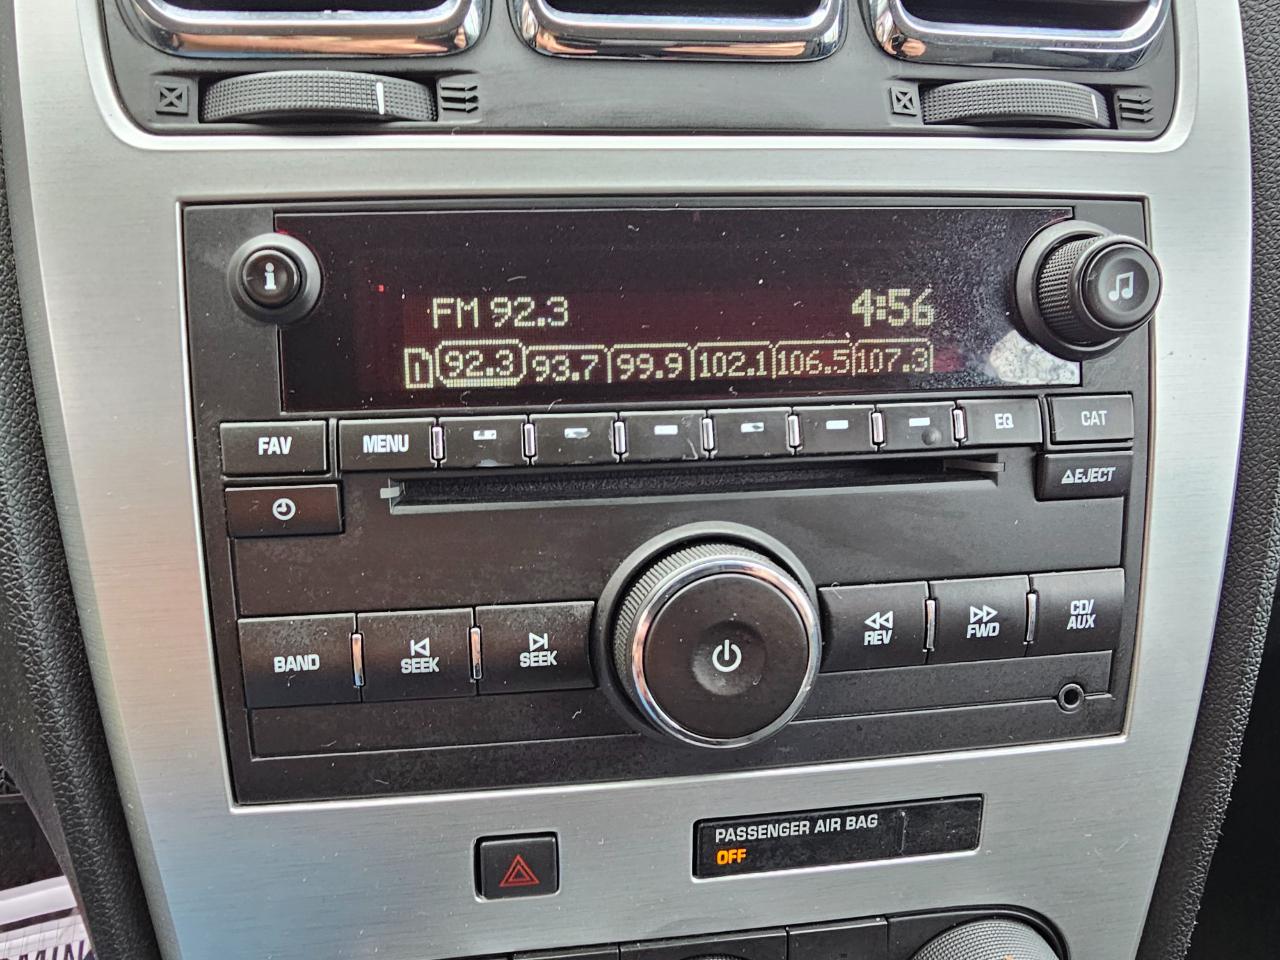 i
FM 92.3 4:56
D 92.3 93.7 99.9 102.1 106.5 107.3
FAV MENU EQ CAT
EJECT
BAND SEEK SEEK REV FWD CD/
AUX
PASSENGER AIR BAG
OFF